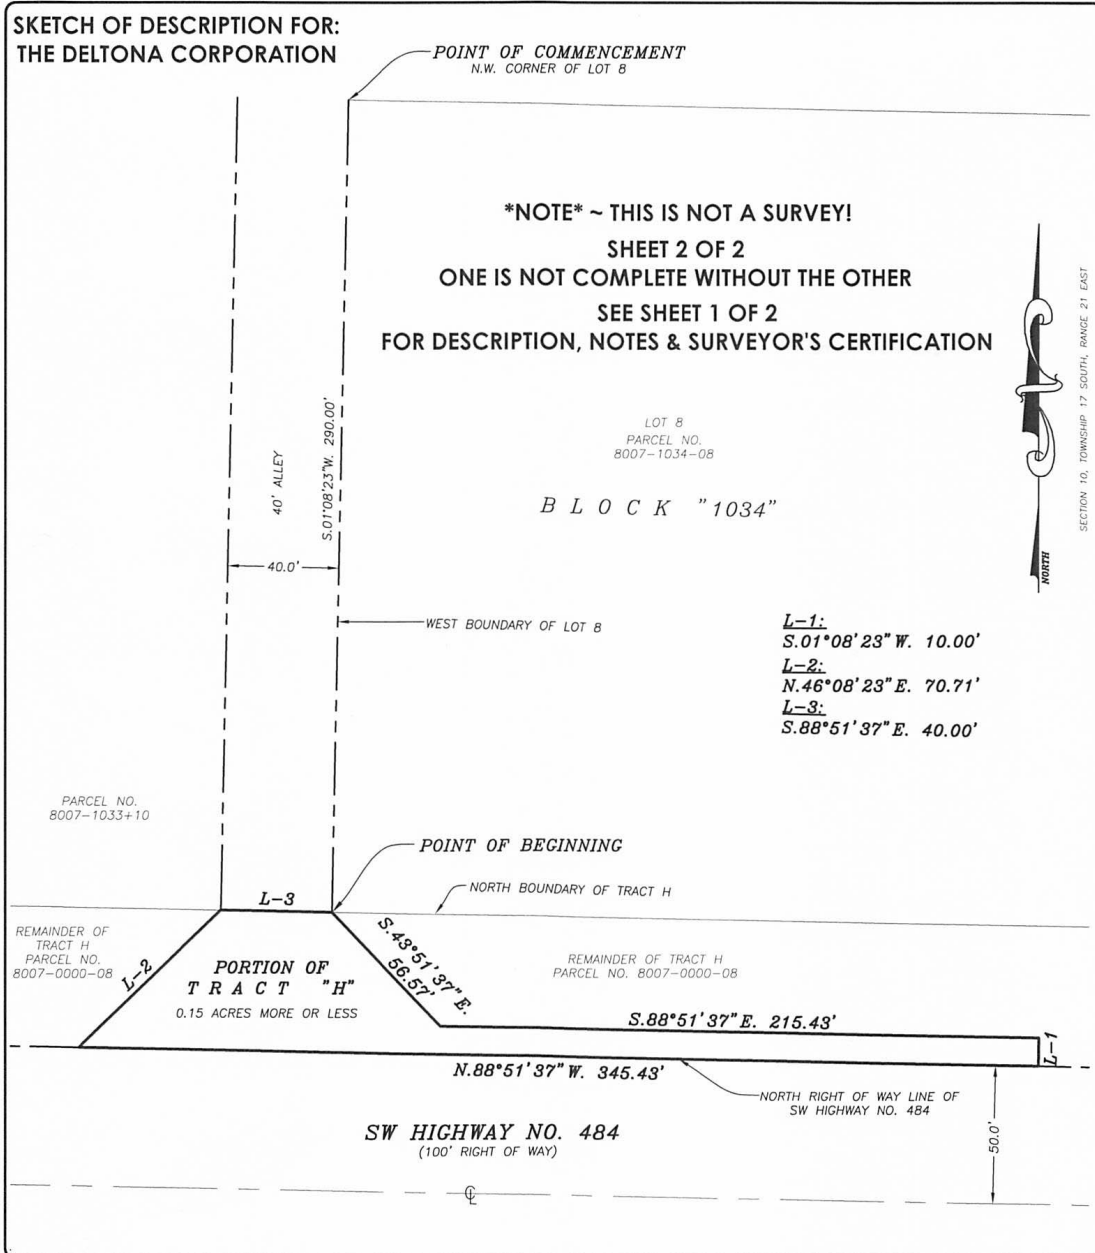 SKETCH OF DESCRIPTION FOR:
THE DELTONA CORPORATION
POINT OF COMMENCEMENT
N.W. CORNER OF LOT 8
*NOTE* ~ THIS IS NOT A SURVEY!
SHEET 2 OF 2
ONE IS NOT COMPLETE WITHOUT THE OTHER
SEE SHEET 1 OF 2
FOR DESCRIPTION, NOTES & SURVEYOR'S CERTIFICATION
SECTION 10, TOWNSHIP 17 SOUTH, RANGE 21 EAST
NORTH
LOT 8
PARCEL NO.
8007-1034-08
BLOCK "1034"
40' ALLEY
S.01°08'23"W. 290.00'
40.0'
WEST BOUNDARY OF LOT 8
L-1:
S.01°08'23"W. 10.00'
L-2:
N.46°08'23"E. 70.71'
L-3:
S.88°51'37"E. 40.00'
PARCEL NO.
8007-1033+10
POINT OF BEGINNING
NORTH BOUNDARY OF TRACT H
L-3
REMAINDER OF
TRACT H
PARCEL NO.
8007-0000-08
L-2
PORTION OF
TRACT "H"
0.15 ACRES MORE OR LESS
S.43°51'37"E.
56.57'
REMAINDER OF TRACT H
PARCEL NO. 8007-0000-08
S.88°51'37"E. 215.43'
L-1
N.88°51'37"W. 345.43'
NORTH RIGHT OF WAY LINE OF
SW HIGHWAY NO. 484
SW HIGHWAY NO. 484
(100' RIGHT OF WAY)
50.0'
℄